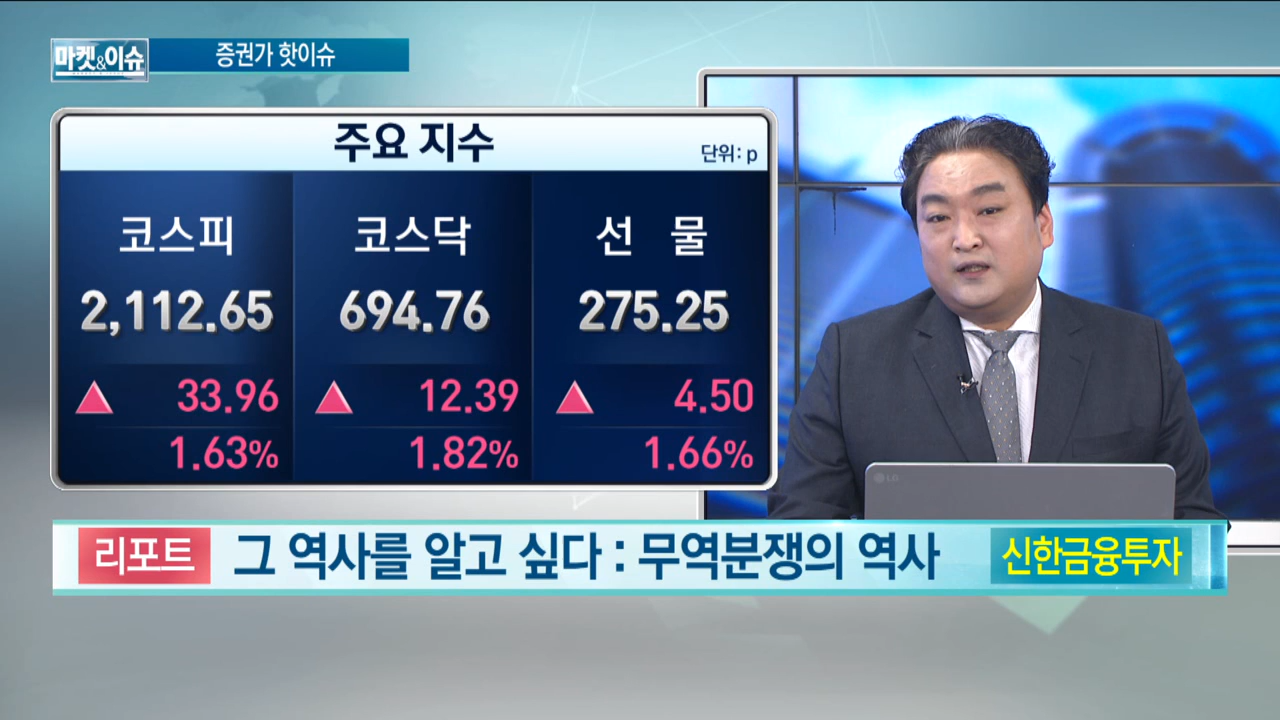 마켓&이슈
증권가 핫이슈
주요 지수
단위: p
코스피 코스닥 선 물
2,112.65 694.76 275.25
▲ 33.96 ▲ 12.39 ▲ 4.50
1.63% 1.82% 1.66%
LG
리포트 그 역사를 알고 싶다 : 무역분쟁의 역사 신한금융투자